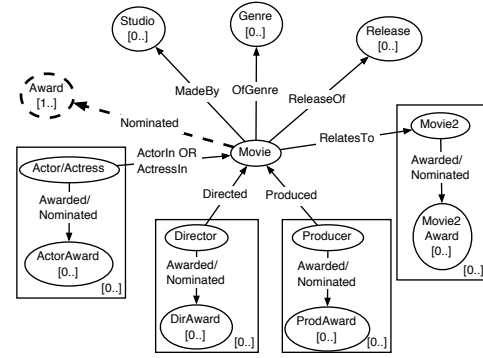 Studio
[0..]
Genre
[0..]
Release
[0..]
Award
[1..]
MadeBy
OfGenre
ReleaseOf
Nominated
RelatesTo
Movie2
Actor/Actress
ActorIn OR
ActressIn
Movie
Awarded/
Nominated
Awarded/
Nominated
Directed
Produced
Movie2
Award
[0..]
[0..]
ActorAward
[0..]
[0..]
Director
Producer
Awarded/
Nominated
Awarded/
Nominated
DirAward
[0..]
[0..]
ProdAward
[0..]
[0..]